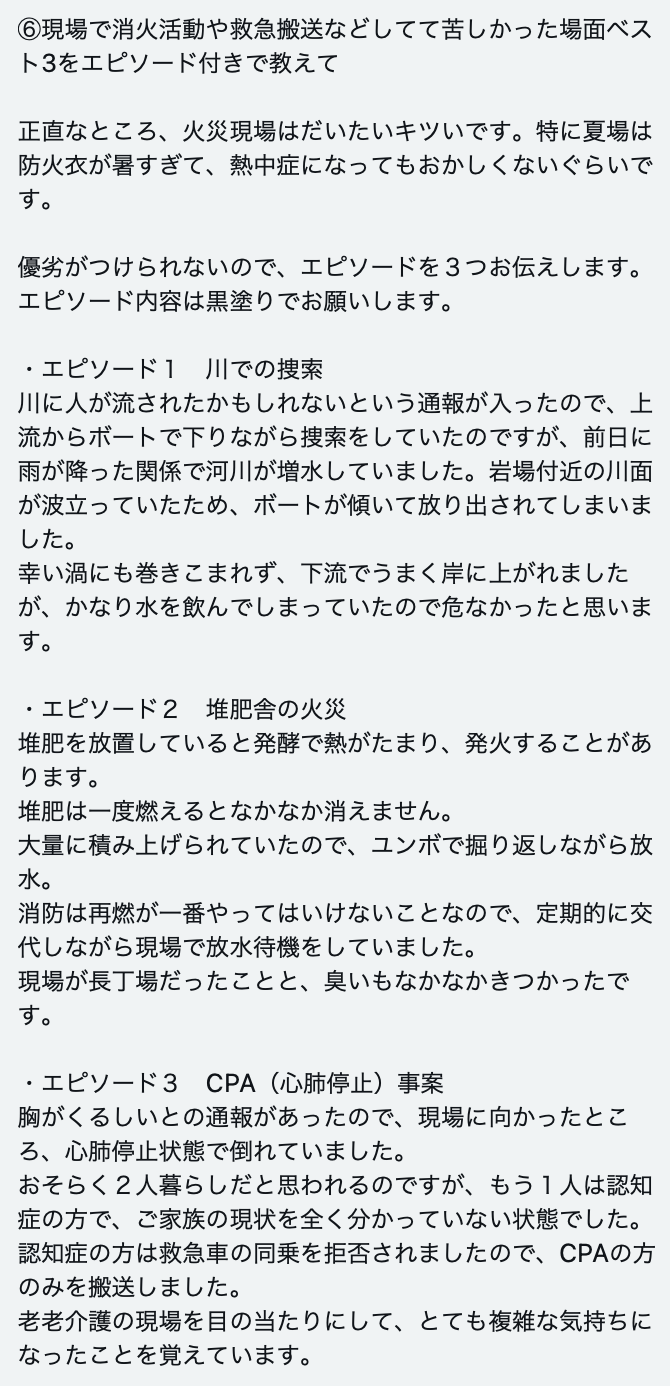 ⑥現場で消火活動や救急搬送などしてて苦しかった場面ベス
ト3をエピソード付きで教えて
正直なところ、火災現場はだいたいキツいです。特に夏場は
防火衣が暑すぎて、熱中症になってもおかしくないぐらいで
す。
優劣がつけられないので、エピソードを３つお伝えします。
エピソード内容は黒塗りでお願いします。
・エピソード１　川での捜索
川に人が流されたかもしれないという通報が入ったので、上
流からボートで下りながら捜索をしていたのですが、前日に
雨が降った関係で河川が増水していました。岩場付近の川面
が波立っていたため、ボートが傾いて放り出されてしまいま
した。
幸い渦にも巻きこまれず、下流でうまく岸に上がれました
が、かなり水を飲んでしまっていたので危なかったと思いま
す。
・エピソード２　堆肥舎の火災
堆肥を放置していると発酵で熱がたまり、発火することがあ
ります。
堆肥は一度燃えるとなかなか消えません。
大量に積み上げられていたので、ユンボで掘り返しながら放
水。
消防は再燃が一番やってはいけないことなので、定期的に交
代しながら現場で放水待機をしていました。
現場が長丁場だったことと、臭いもなかなかきつかったで
す。
・エピソード３　CPA（心肺停止）事案
胸がくるしいとの通報があったので、現場に向かったとこ
ろ、心肺停止状態で倒れていました。
おそらく２人暮らしだと思われるのですが、もう１人は認知
症の方で、ご家族の現状を全く分かっていない状態でした。
認知症の方は救急車の同乗を拒否されましたので、CPAの方
のみを搬送しました。
老老介護の現場を目の当たりにして、とても複雑な気持ちに
なったことを覚えています。